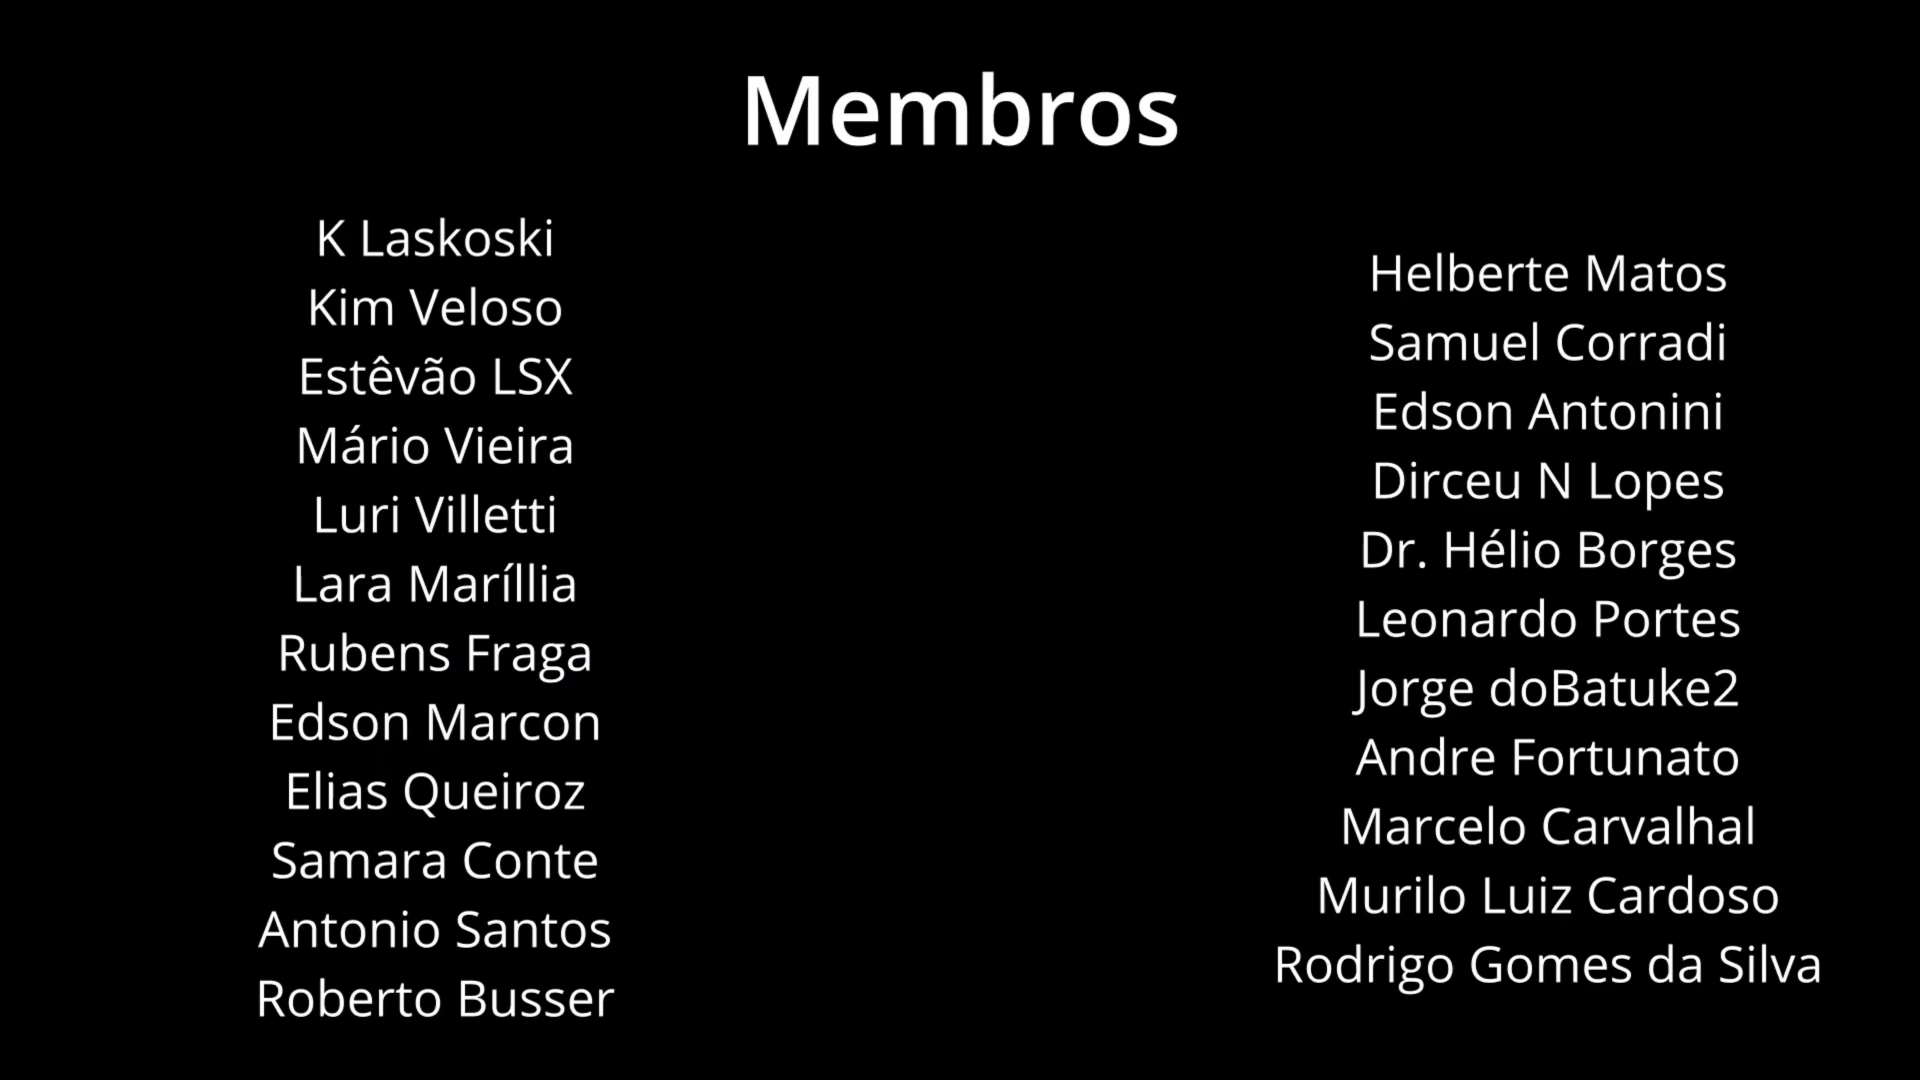 Membros
K Laskoski
Kim Veloso
Estêvão LSX
Mário Vieira
Luri Villetti
Lara Maríllia
Rubens Fraga
Edson Marcon
Elias Queiroz
Samara Conte
Antonio Santos
Roberto Busser
Helberte Matos
Samuel Corradi
Edson Antonini
Dirceu N Lopes
Dr. Hélio Borges
Leonardo Portes
Jorge doBatuke2
Andre Fortunato
Marcelo Carvalhal
Murilo Luiz Cardoso
Rodrigo Gomes da Silva